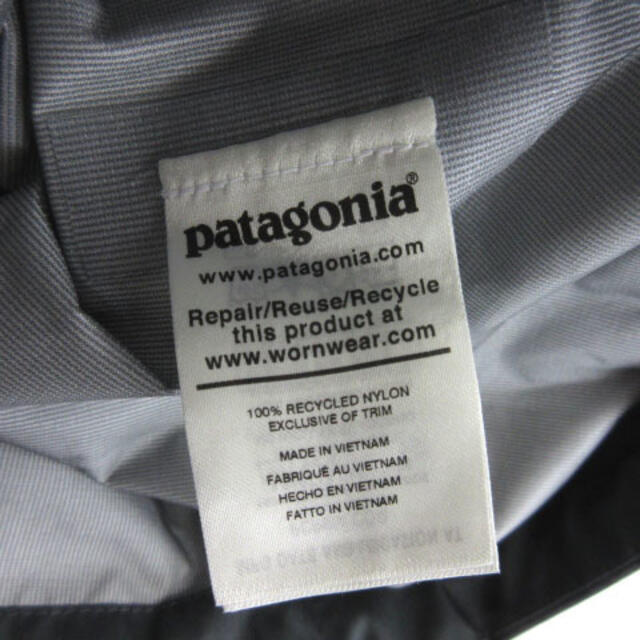 patagonia®
www.patagonia.com
Repair/Reuse/Recycle
this product at
www.wornwear.com
100% RECYCLED NYLON
EXCLUSIVE OF TRIM
MADE IN VIETNAM
FABRIQUÉ AU VIETNAM
HECHO EN VIETNAM
FATTO IN VIETNAM